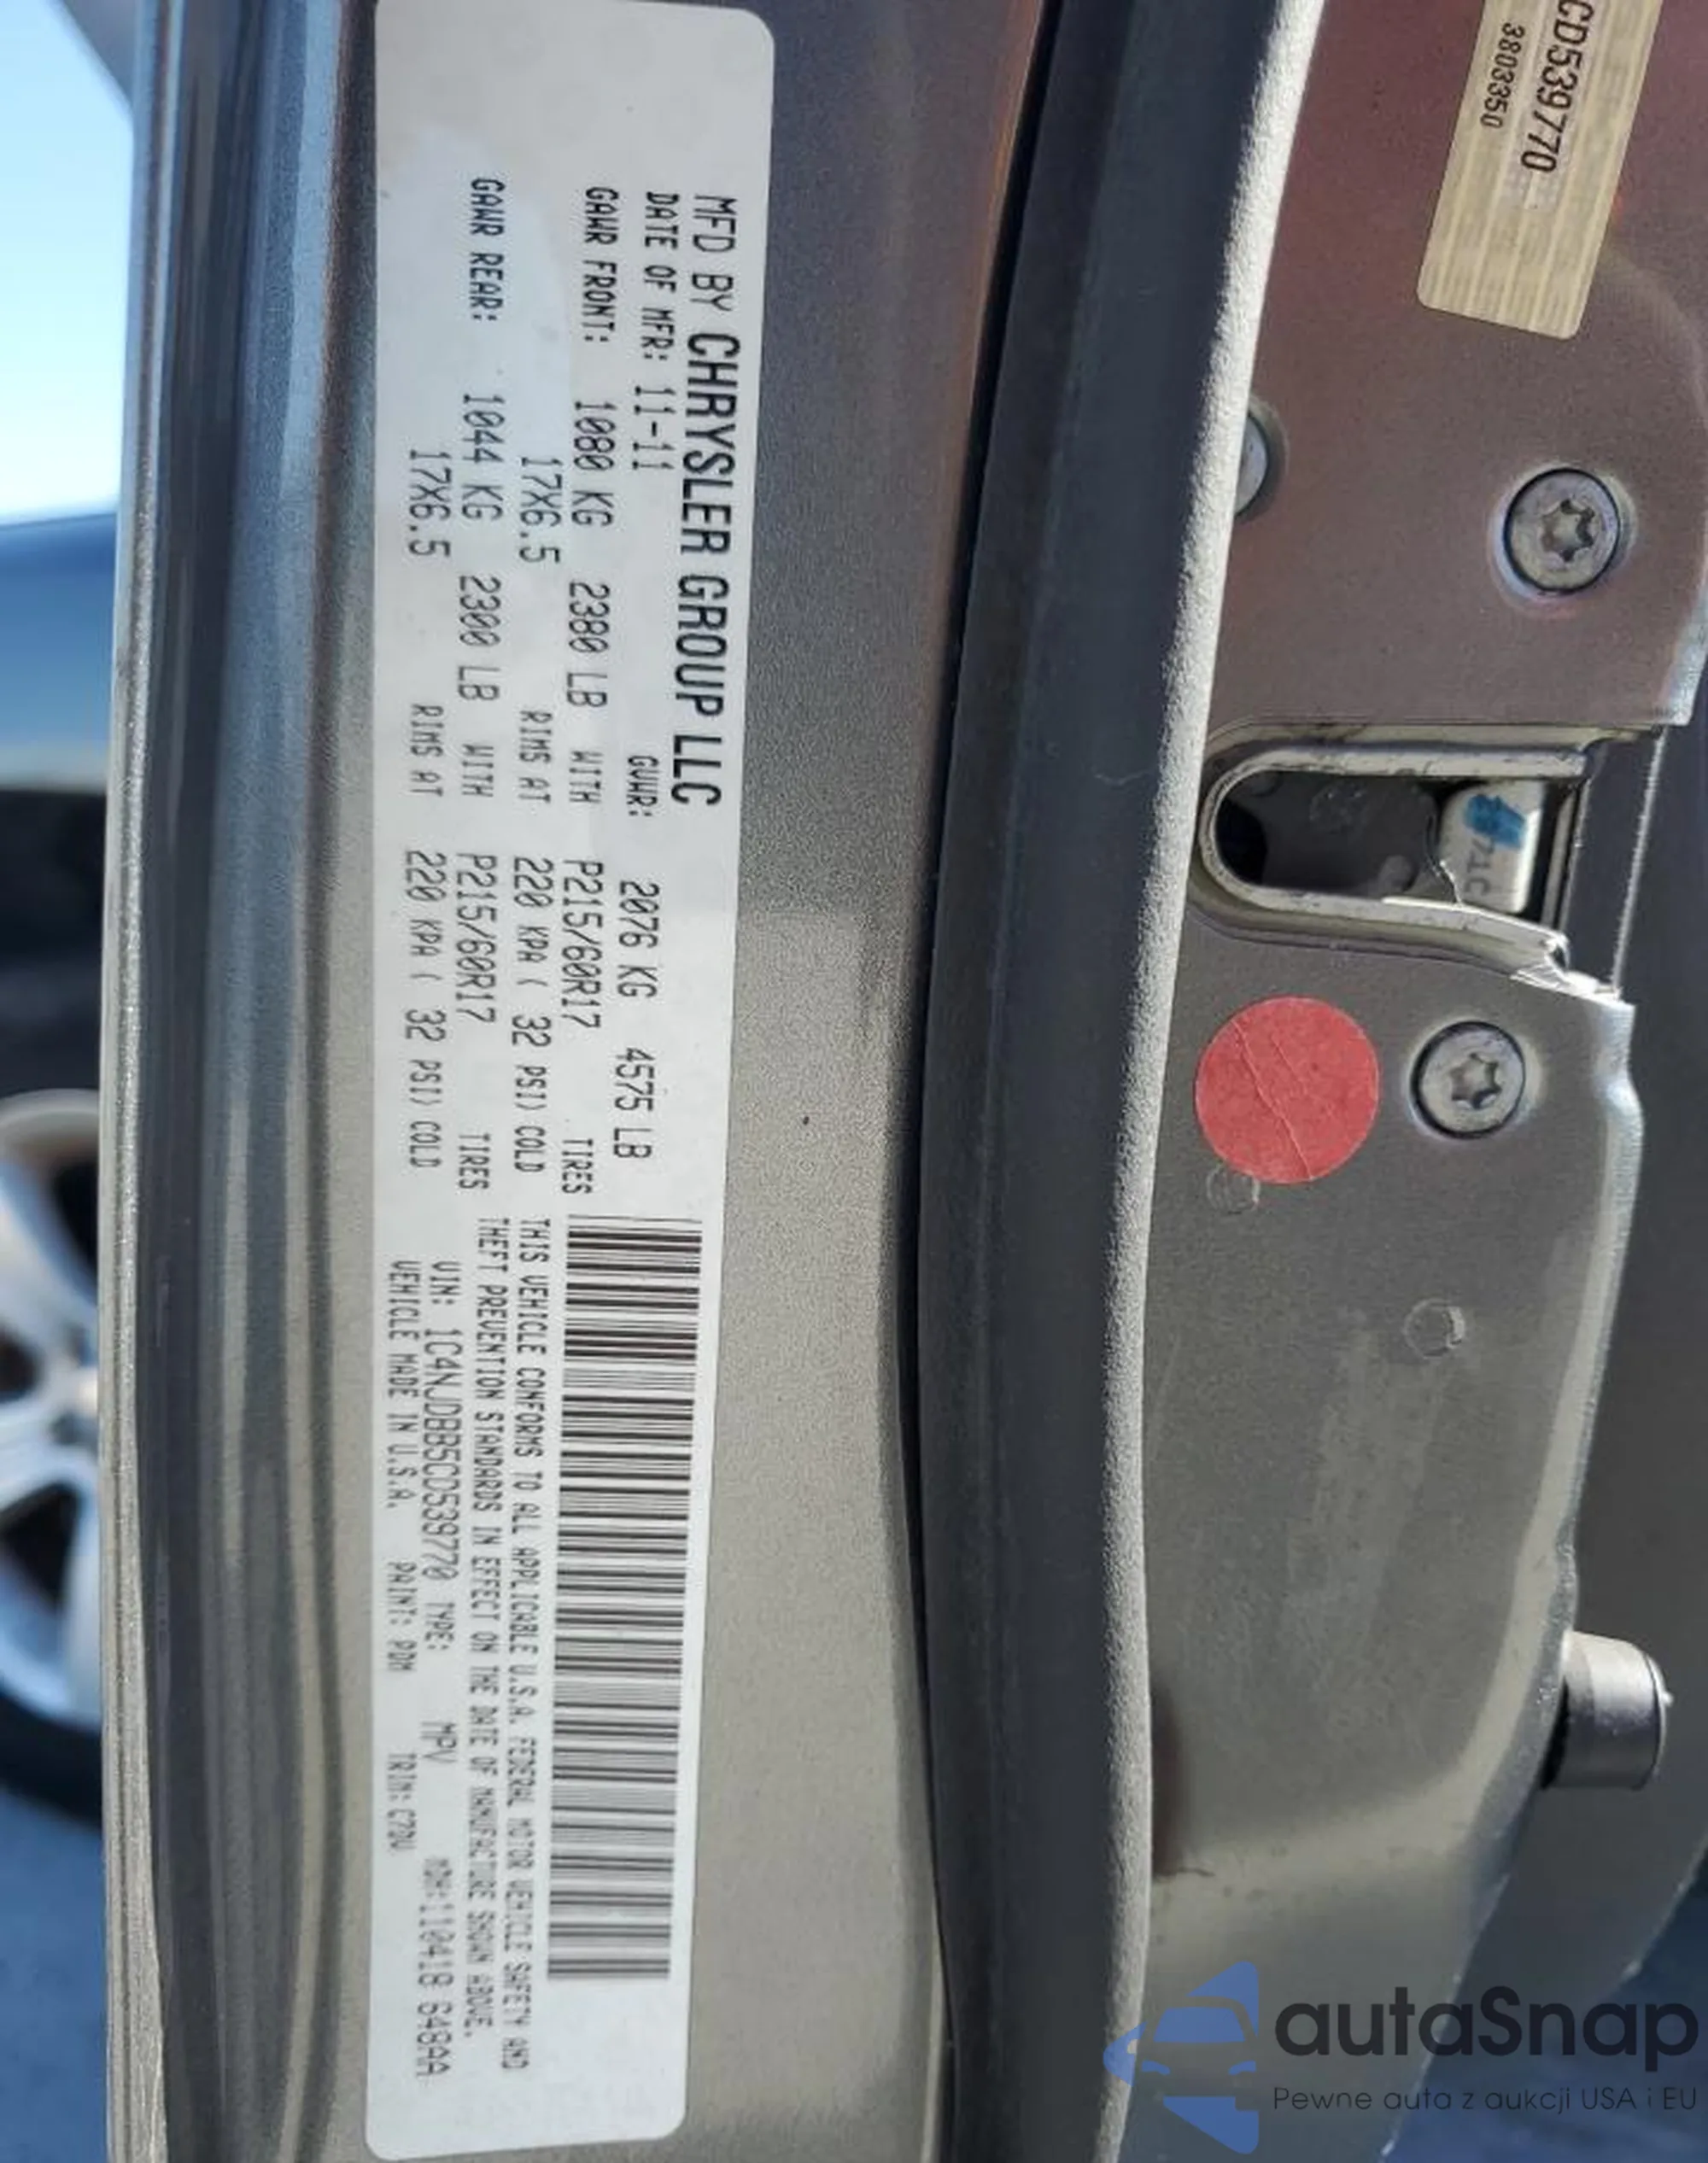 MFD BY CHRYSLER GROUP LLC
DATE OF MFR: 11-11 GVWR: 2076 KG 4575 LB
GAWR FRONT: 1080 KG 2380 LB WITH P215/60R17 TIRES
17X6.5 RIMS AT 220 KPA ( 32 PSI) COLD
GAWR REAR: 1044 KG 2300 LB WITH P215/60R17 TIRES
17X6.5 RIMS AT 220 KPA ( 32 PSI) COLD
THIS VEHICLE CONFORMS TO ALL APPLICABLE U.S.A. FEDERAL MOTOR VEHICLE SAFETY AND
THEFT PREVENTION STANDARDS IN EFFECT ON THE DATE OF MANUFACTURE SHOWN ABOVE.
VIN: 1C4NJDBB5CD539770 TYPE: MPV MDH:110418 648AA
VEHICLE MADE IN U.S.A. PAINT: PDM TRIM: C7DV
CD539770
3803350
autaSnap
Pewne auta z aukcji USA i EU